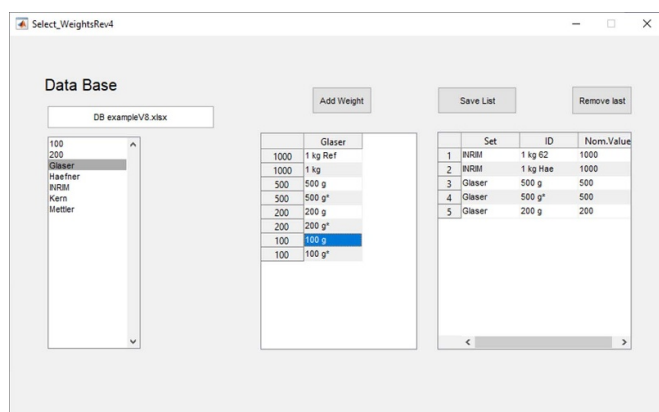 Select_WeightsRev4
Data Base
DB exampleV8.xlsx
Add Weight
Save List
Remove last
100
200
Glaser
Haefner
INRIM
Kern
Mettler
Glaser
1000 1 kg Ref
1000 1 kg
500 500 g
500 500 g*
200 200 g
200 200 g*
100 100 g
100 100 g*
Set ID Nom.Value
1 INRIM 1 kg 62 1000
2 INRIM 1 kg Hae 1000
3 Glaser 500 g 500
4 Glaser 500 g* 500
5 Glaser 200 g 200